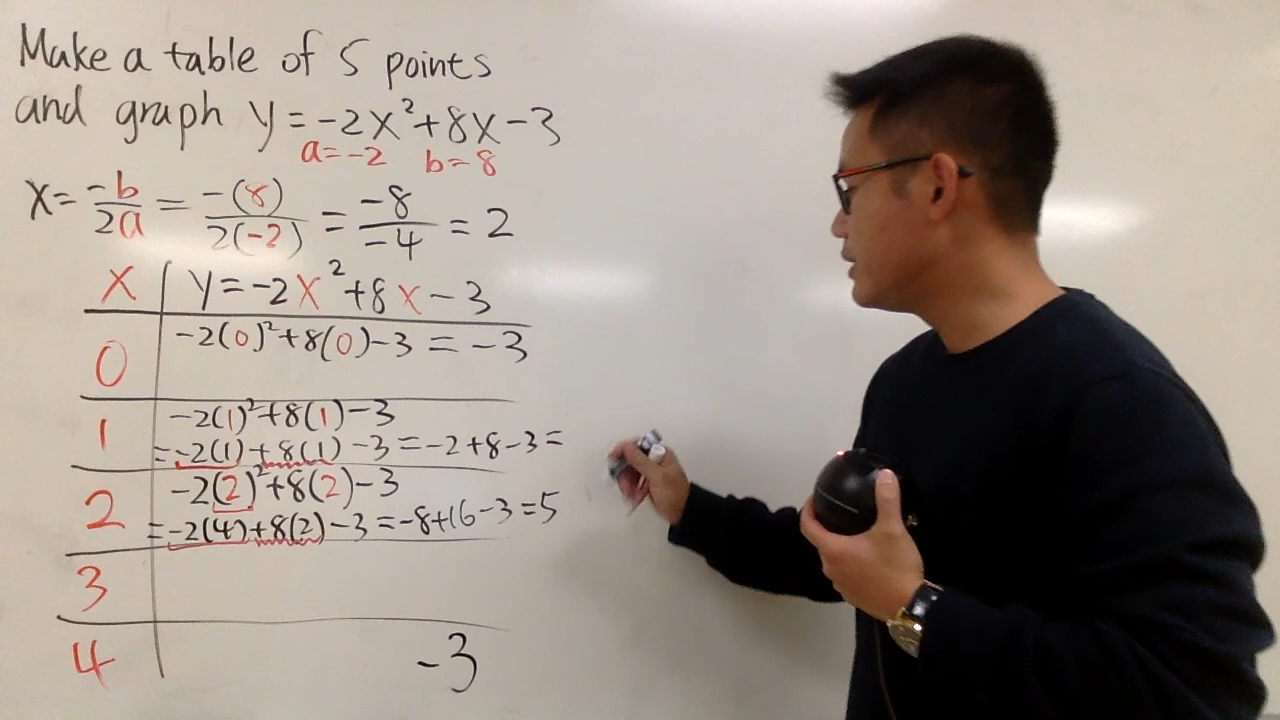 Make a table of 5 points
and graph y = -2x²+8x-3
a=-2 b=8
x = -b/2a = -(8)/2(-2) = -8/-4 = 2
x | y = -2x²+8x-3
0 | -2(0)²+8(0)-3 = -3
1 | -2(1)²+8(1)-3
=-2(1)+8(1)-3=-2+8-3=
2 | -2(2)²+8(2)-3
=-2(4)+8(2)-3=-8+16-3=5
3
4 | -3